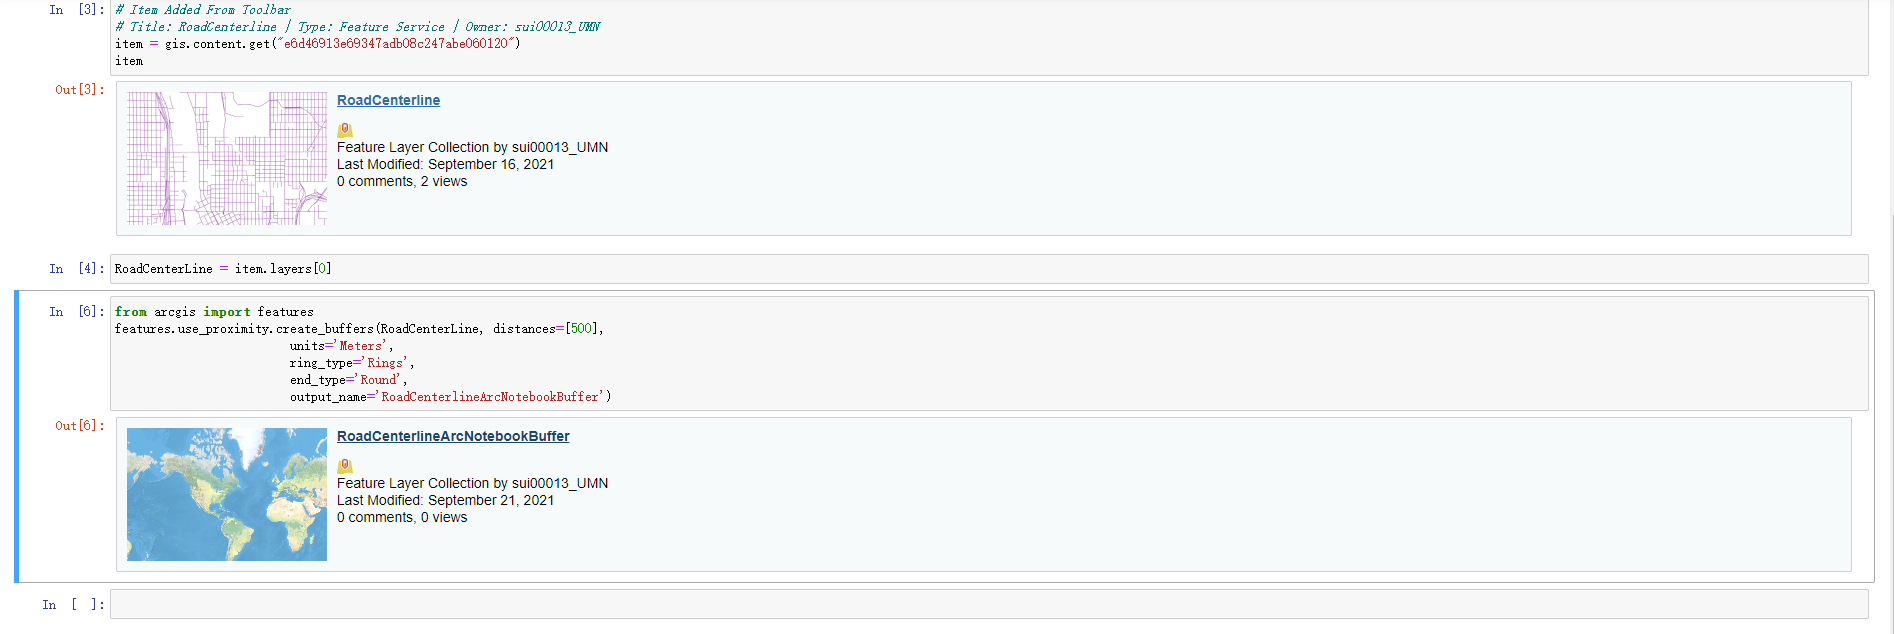 In [3]: # Item Added From Toolbar
# Title: RoadCenterline | Type: Feature Service | Owner: sui00013_UMN
item = gis.content.get("e6d46913e69347adb08c247abe060120")
item
Out[3]:
RoadCenterline
Feature Layer Collection by sui00013_UMN
Last Modified: September 16, 2021
0 comments, 2 views
In [4]: RoadCenterLine = item.layers[0]
In [6]: from arcgis import features
features.use_proximity.create_buffers(RoadCenterLine, distances=[500],
units='Meters',
ring_type='Rings',
end_type='Round',
output_name='RoadCenterlineArcNotebookBuffer')
Out[6]:
RoadCenterlineArcNotebookBuffer
Feature Layer Collection by sui00013_UMN
Last Modified: September 21, 2021
0 comments, 0 views
In [ ]: